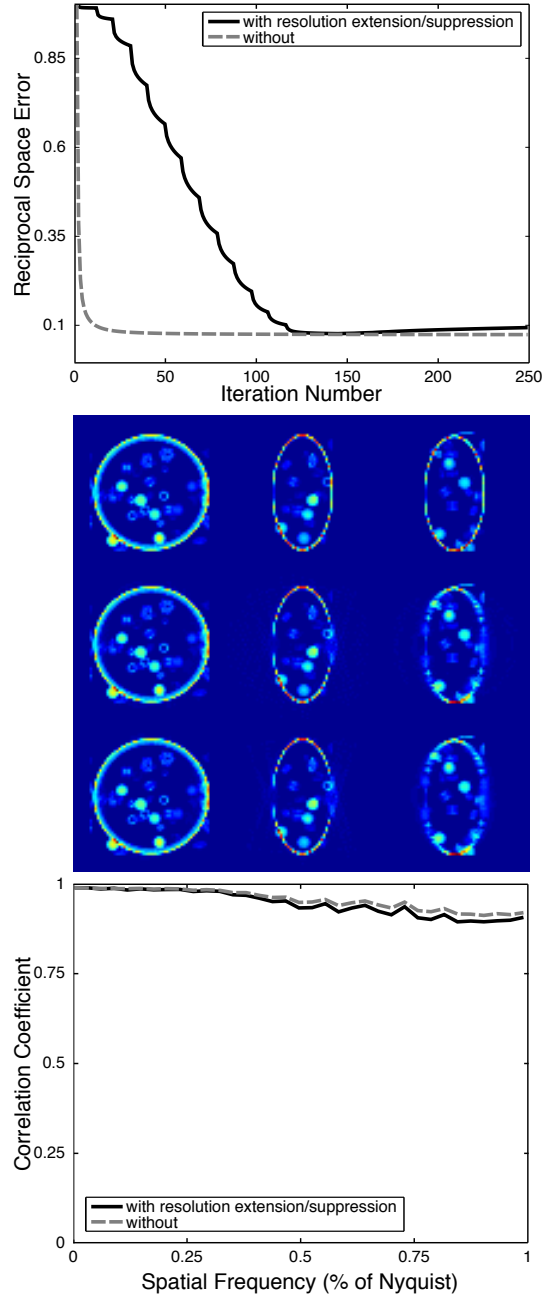 with resolution extension/suppression
without
Reciprocal Space Error
0.85
0.6
0.35
0.1
0
50
100
150
200
250
Iteration Number
1
0.75
0.5
0.25
0
Correlation Coefficient
with resolution extension/suppression
without
0
0.25
0.5
0.75
1
Spatial Frequency (% of Nyquist)